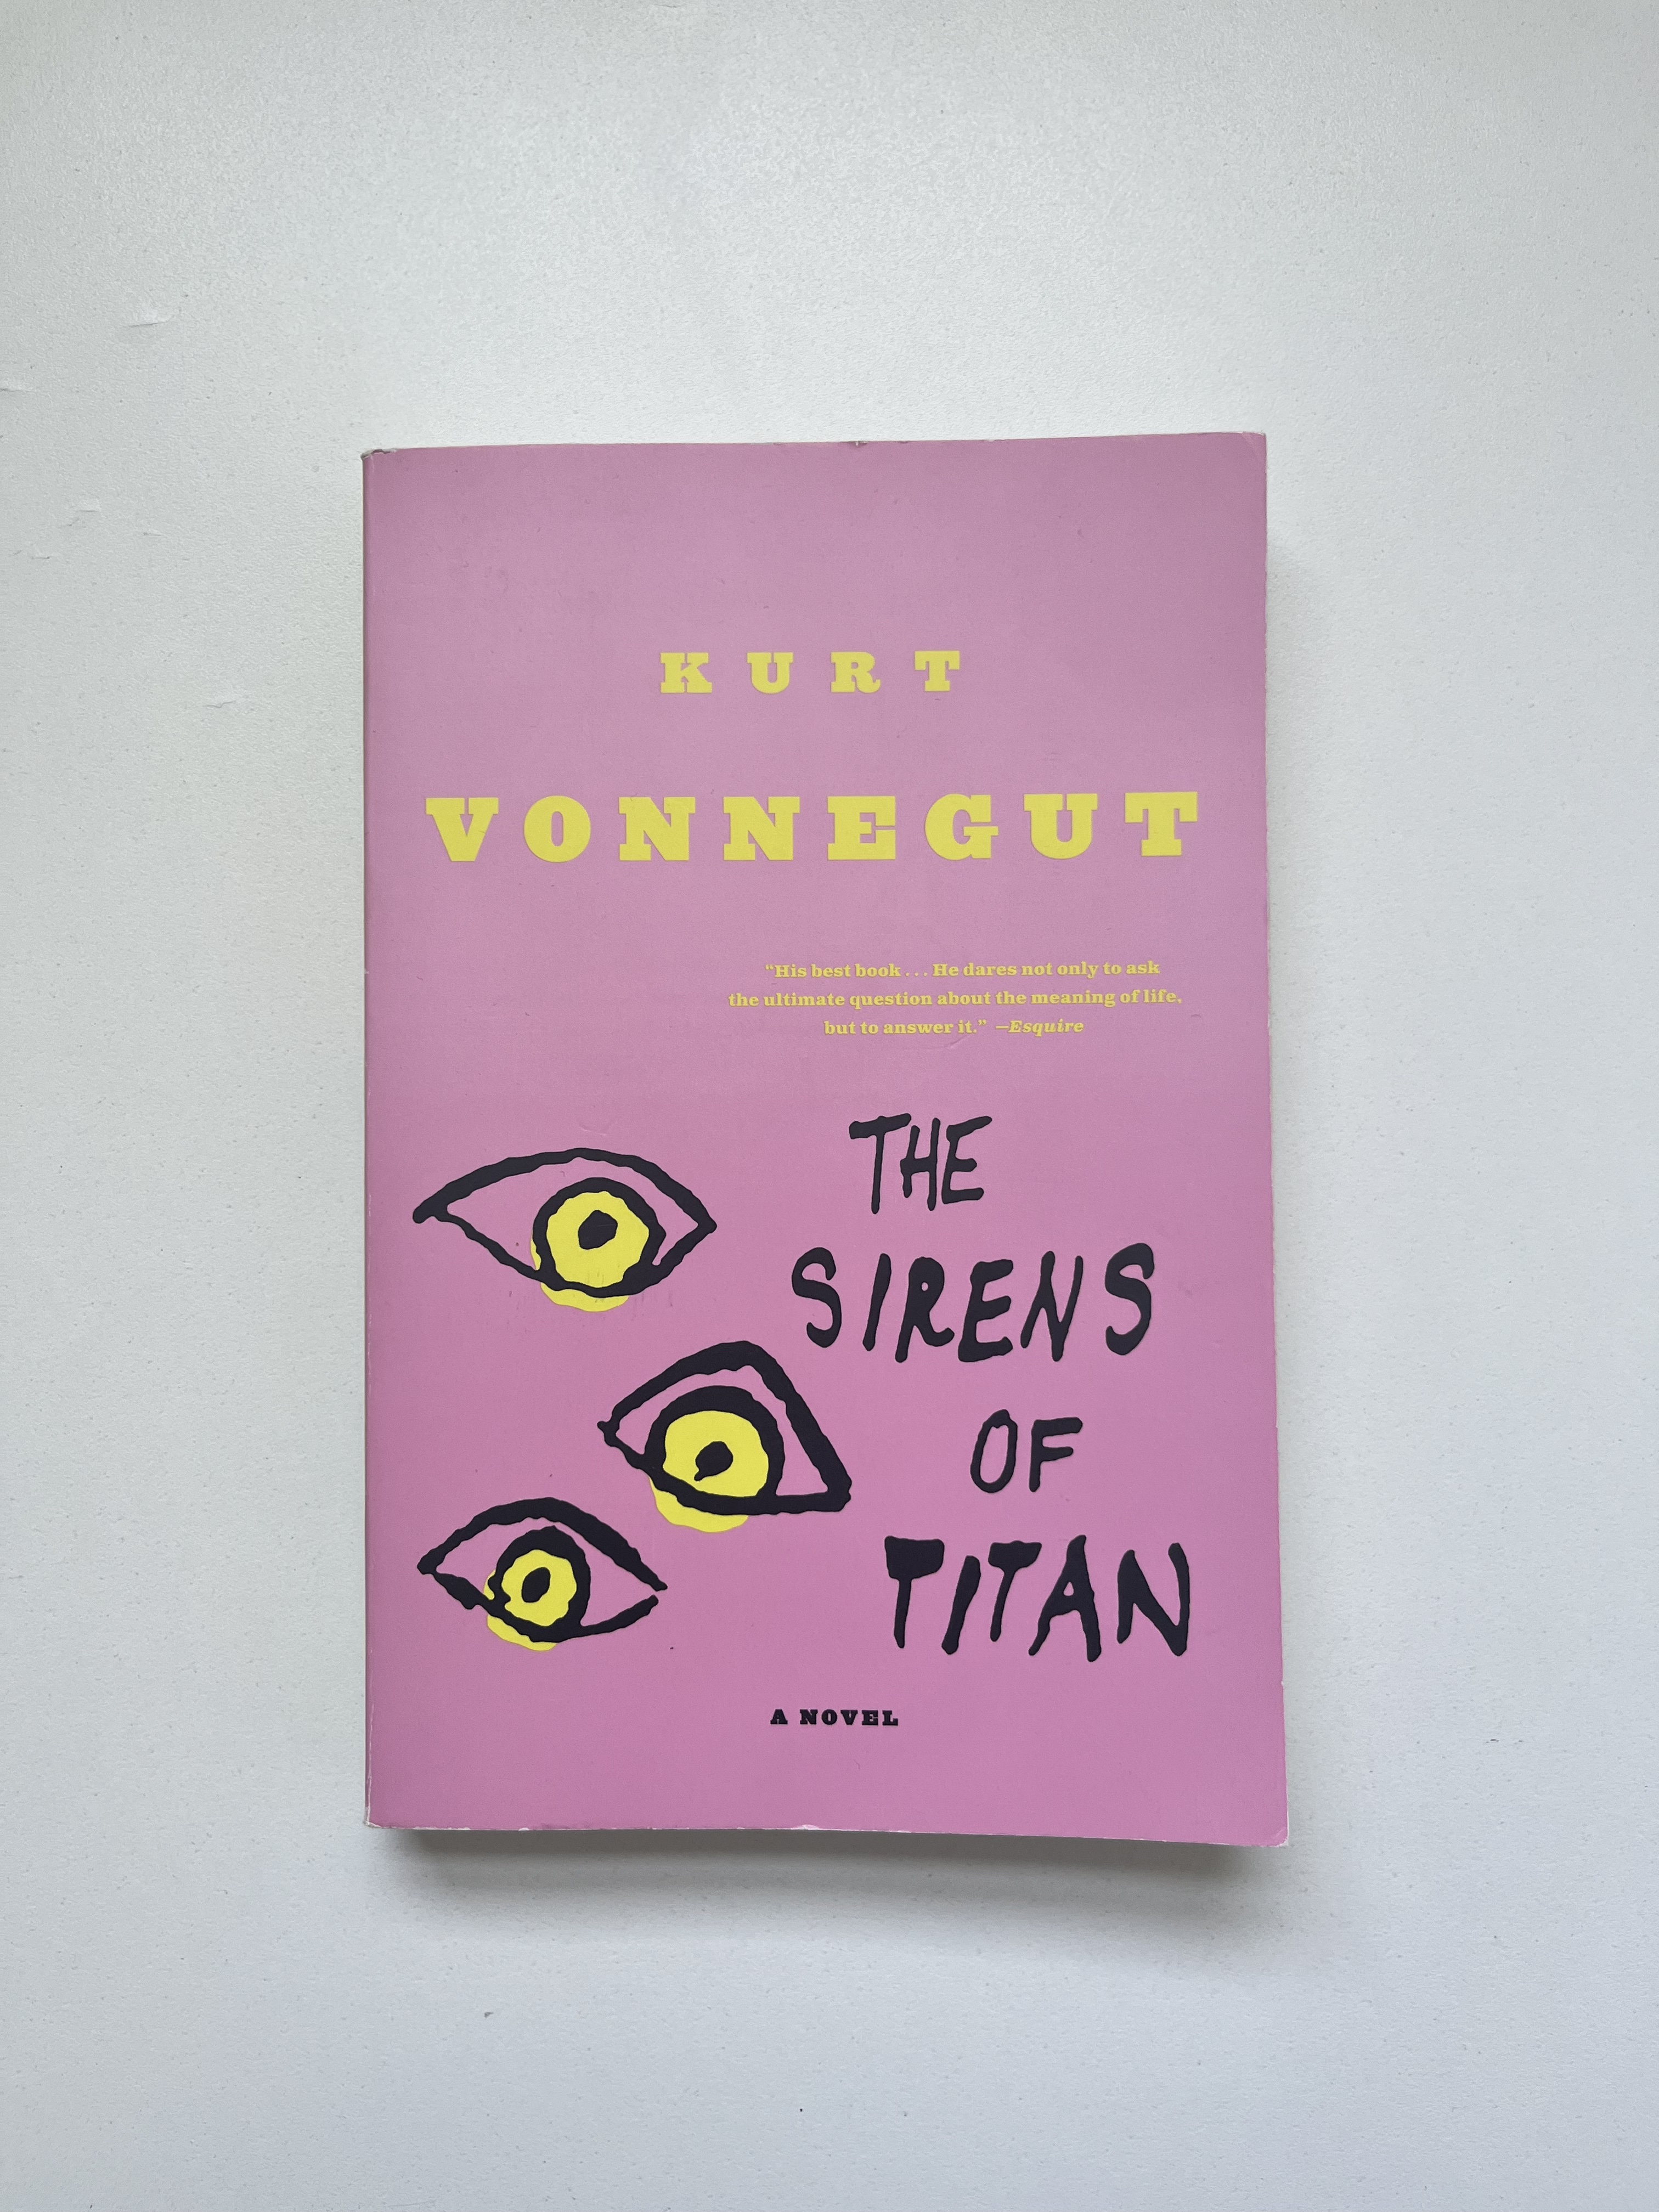 KURT
VONNEGUT
“His best book . . . He dares not only to ask
the ultimate question about the meaning of life,
but to answer it.” —Esquire
THE
SIRENS
OF
TITAN
A NOVEL